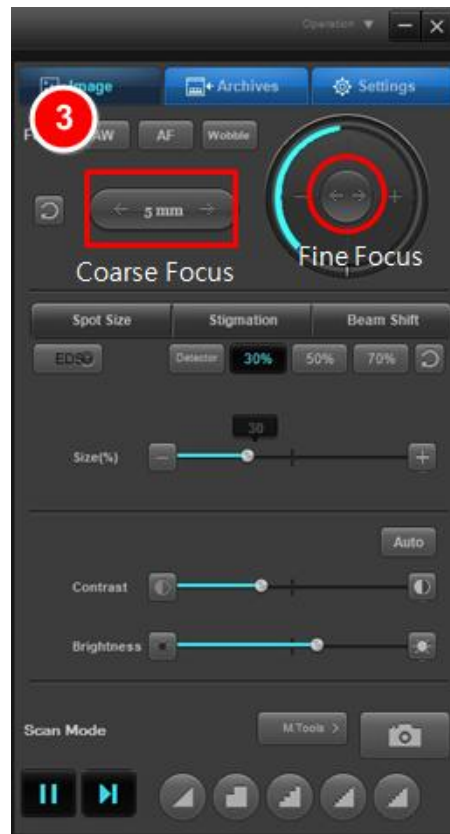 Operation ▼
Image Archives Settings
3
AW AF Wobble
← 5 mm →
Coarse Focus
Fine Focus
Spot Size Stigmation Beam Shift
Detector 30% 50% 70%
30
Size(%)
Auto
Contrast
Brightness
Scan Mode
M.Tools >